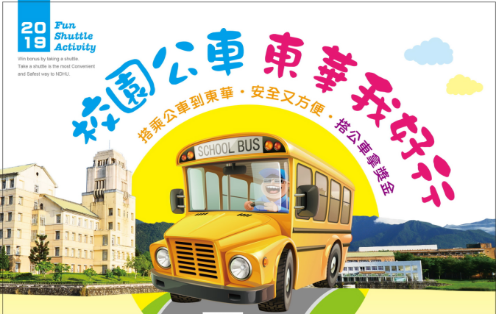 20
19
Fun
Shuttle
Activity
Win bonus by taking a shuttle.
Take a shuttle is the most Convenient
and Safest way to NDHU.
校園公車 東華我好行
搭乘公車到東華・安全又方便・搭公車拿獎金
SCHOOL BUS